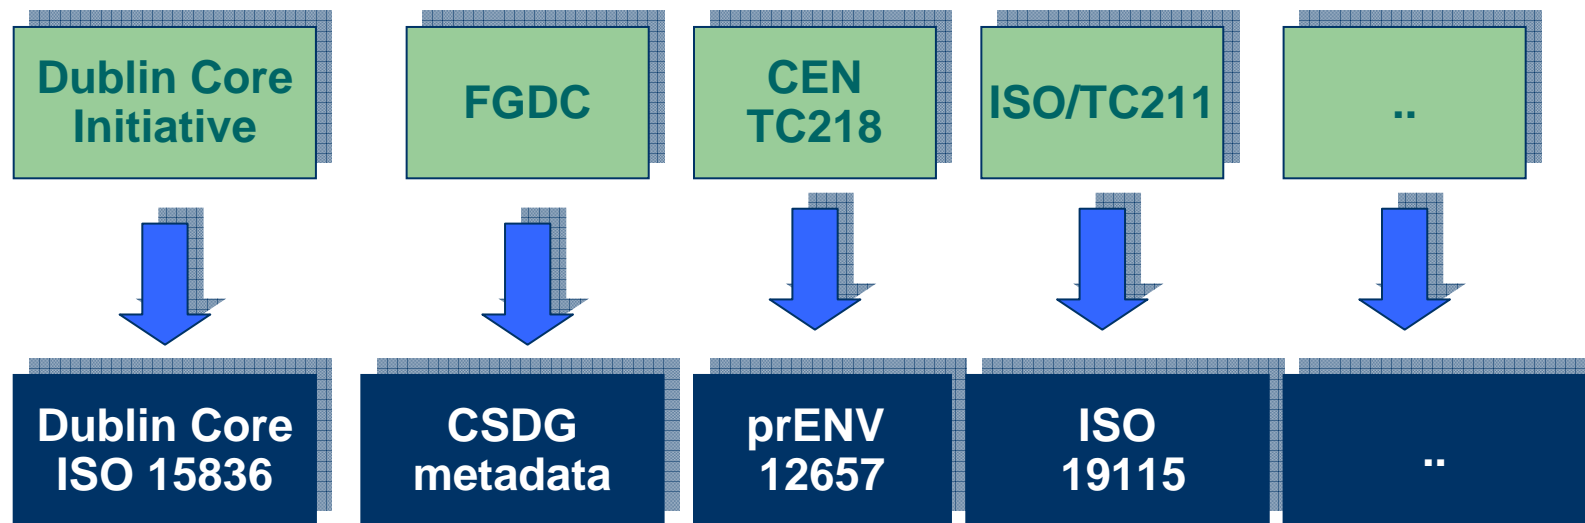 Dublin Core
Initiative
FGDC
CEN
TC218
ISO/TC211
..
Dublin Core
ISO 15836
CSDG
metadata
prENV
12657
ISO
19115
..